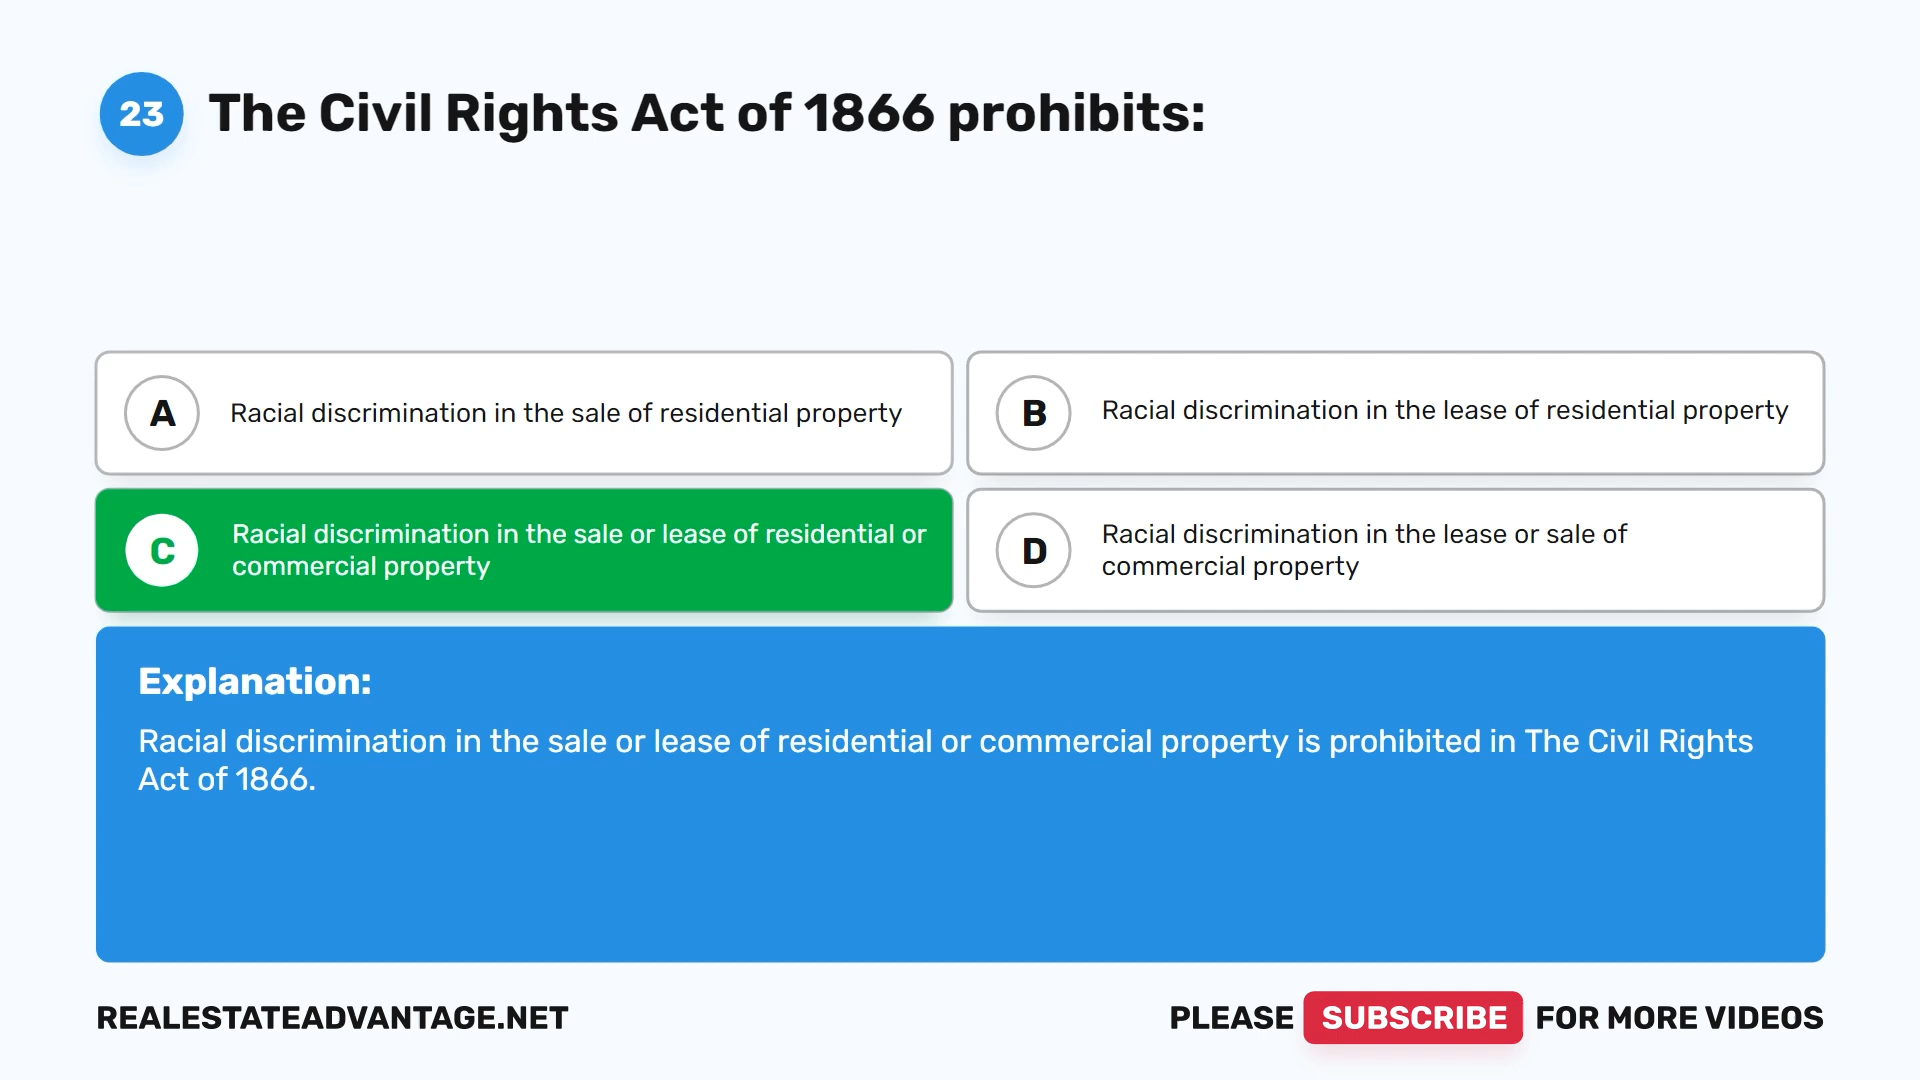 23 The Civil Rights Act of 1866 prohibits:
A Racial discrimination in the sale of residential property
B Racial discrimination in the lease of residential property
C Racial discrimination in the sale or lease of residential or
commercial property
D Racial discrimination in the lease or sale of
commercial property
Explanation:
Racial discrimination in the sale or lease of residential or commercial property is prohibited in The Civil Rights
Act of 1866.
REALESTATEADVANTAGE.NET
PLEASE SUBSCRIBE FOR MORE VIDEOS